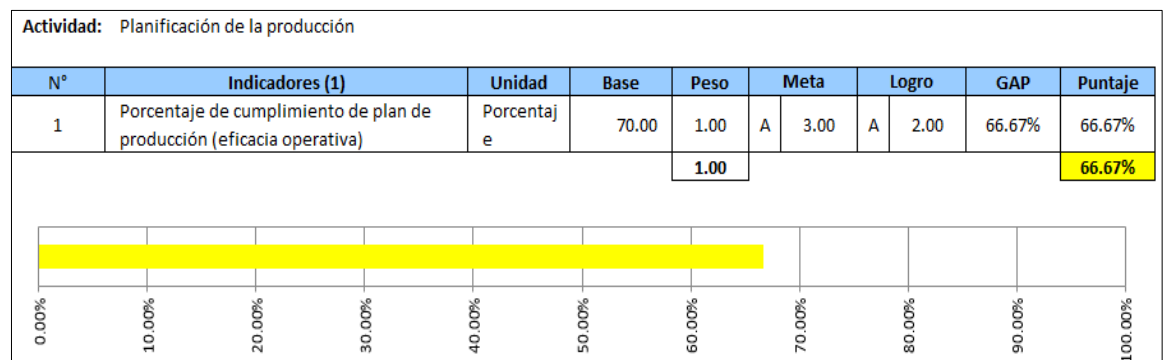 Actividad: Planificación de la producción
N° Indicadores (1) Unidad Base Peso Meta Logro GAP Puntaje
1 Porcentaje de cumplimiento de plan de producción (eficacia operativa) Porcentaj e 70.00 1.00 A 3.00 A 2.00 66.67% 66.67%
1.00 66.67%
0.00% 10.00% 20.00% 30.00% 40.00% 50.00% 60.00% 70.00% 80.00% 90.00% 100.00%